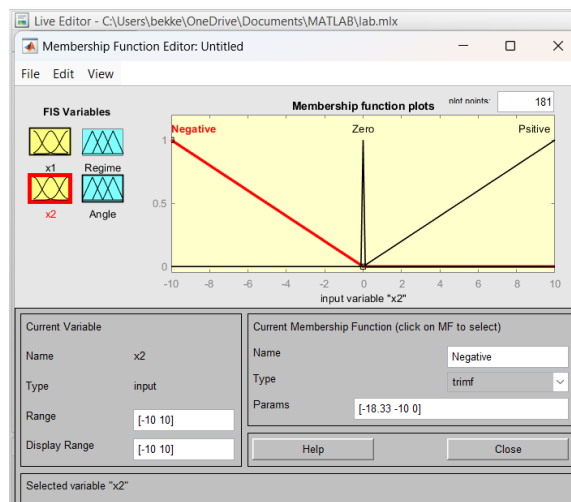 Live Editor - C:\Users\bekke\OneDrive\Documents\MATLAB\lab.mlx
Membership Function Editor: Untitled
File Edit View
FIS Variables
x1 Regime
x2 Angle
Membership function plots plot points: 181
Negative Zero Psitive
1
0.5
0
-10 -8 -6 -4 -2 0 2 4 6 8 10
input variable "x2"
Current Variable
Name x2
Type input
Range [-10 10]
Display Range [-10 10]
Current Membership Function (click on MF to select)
Name Negative
Type trimf
Params [-18.33 -10 0]
Help Close
Selected variable "x2"